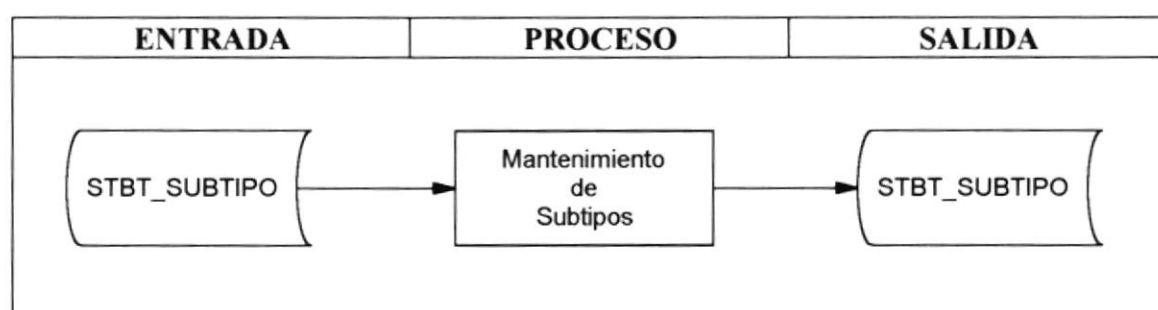 ENTRADA PROCESO SALIDA
STBT_SUBTIPO
Mantenimiento
de
Subtipos
STBT_SUBTIPO